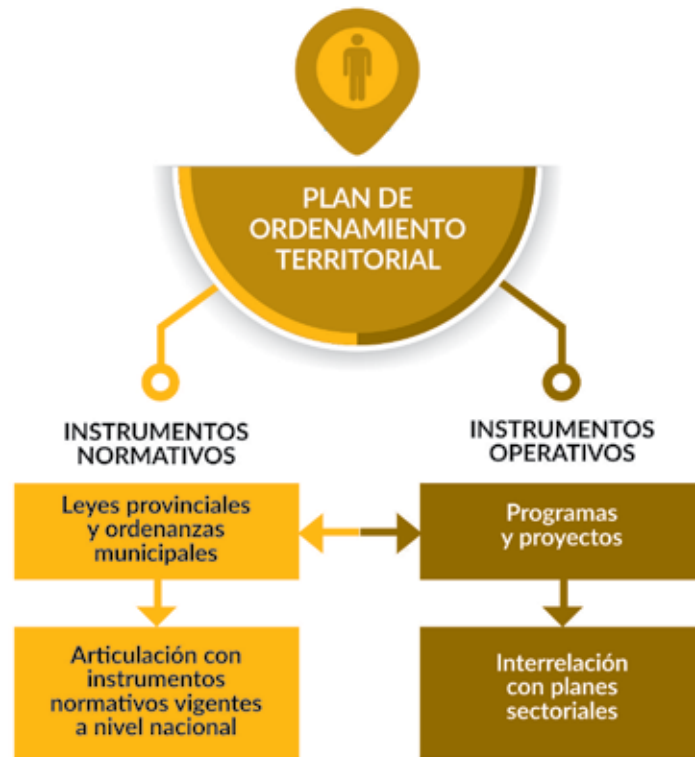 PLAN DE
ORDENAMIENTO
TERRITORIAL
INSTRUMENTOS
NORMATIVOS
Leyes provinciales
y ordenanzas
municipales
Articulación con
instrumentos
normativos vigentes
a nivel nacional
INSTRUMENTOS
OPERATIVOS
Programas
y proyectos
Interrelación
con planes
sectoriales